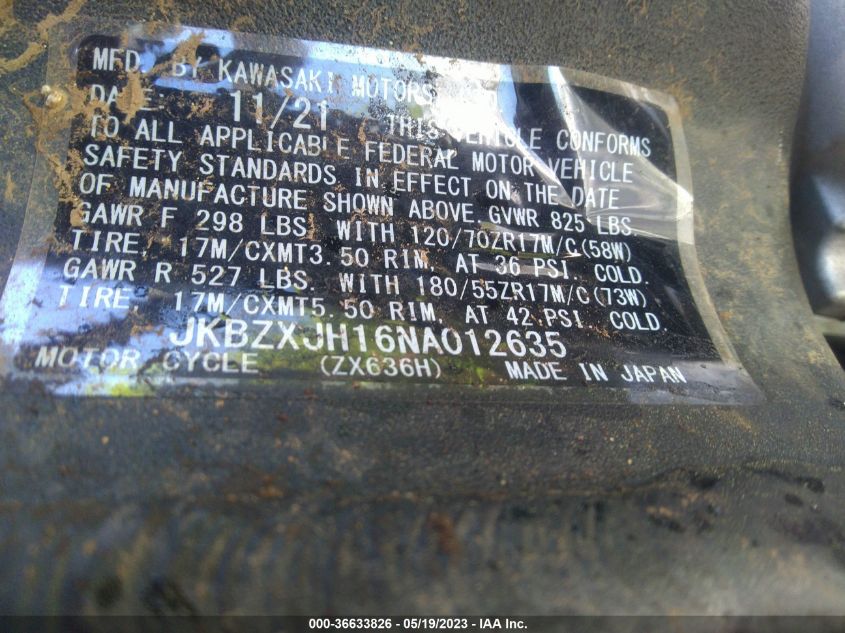 MFD. BY KAWASAKI MOTORS
DATE: 11/21 THIS VEHICLE CONFORMS
TO ALL APPLICABLE FEDERAL MOTOR VEHICLE
SAFETY STANDARDS IN EFFECT ON THE DATE
OF MANUFACTURE SHOWN ABOVE. GVWR 825 LBS.
GAWR F 298 LBS. WITH 120/70ZR17M/C(58W)
TIRE, 17M/CXMT3.50 RIM, AT 36 PSI. COLD.
GAWR R 527 LBS. WITH 180/55ZR17M/C(73W)
TIRE, 17M/CXMT5.50 RIM, AT 42 PSI. COLD.
JKBZXJH16NA012635
MOTOR CYCLE (ZX636H) MADE IN JAPAN
000-36633826 - 05/19/2023 - IAA Inc.